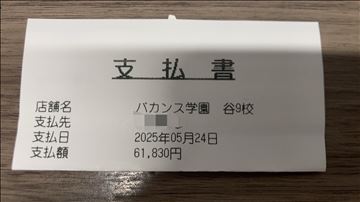 支払書
店舗名 バカンス学園 谷9校
支払先
支払日 2025年05月24日
支払額 61,830円